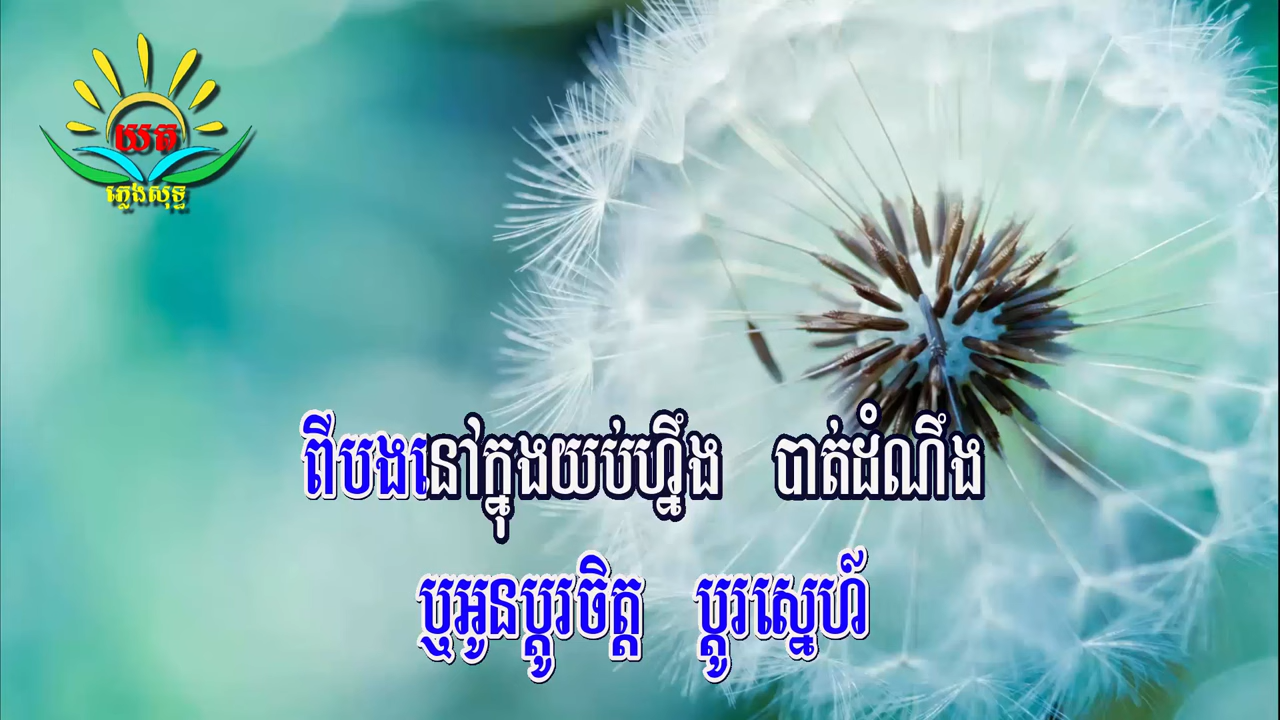 យត
ភ្លេងសុទ្ធ
ពីបងនៅក្នុងយប់ហ្នឹង បាត់ដំណឹង
ឬអូនប្ដូរចិត្ត ប្ដូរស្នេហ៍